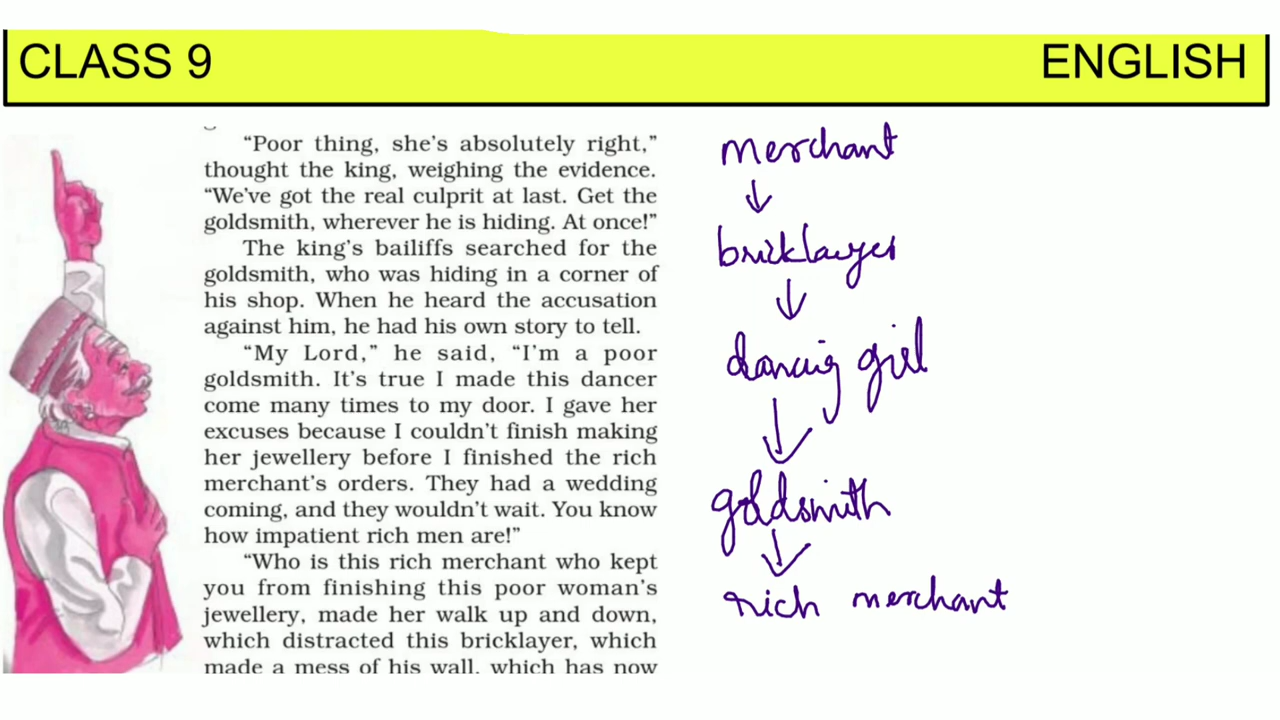 CLASS 9
ENGLISH
"Poor thing, she's absolutely right,"
thought the king, weighing the evidence.
"We've got the real culprit at last. Get the
goldsmith, wherever he is hiding. At once!"
The king's bailiffs searched for the
goldsmith, who was hiding in a corner of
his shop. When he heard the accusation
against him, he had his own story to tell.
"My Lord," he said, "I'm a poor
goldsmith. It's true I made this dancer
come many times to my door. I gave her
excuses because I couldn't finish making
her jewellery before I finished the rich
merchant's orders. They had a wedding
coming, and they wouldn't wait. You know
how impatient rich men are!"
"Who is this rich merchant who kept
you from finishing this poor woman's
jewellery, made her walk up and down,
which distracted this bricklayer, which
made a mess of his wall, which has now
merchant
bricklayer
dancig girl
goldsmith
rich merchant